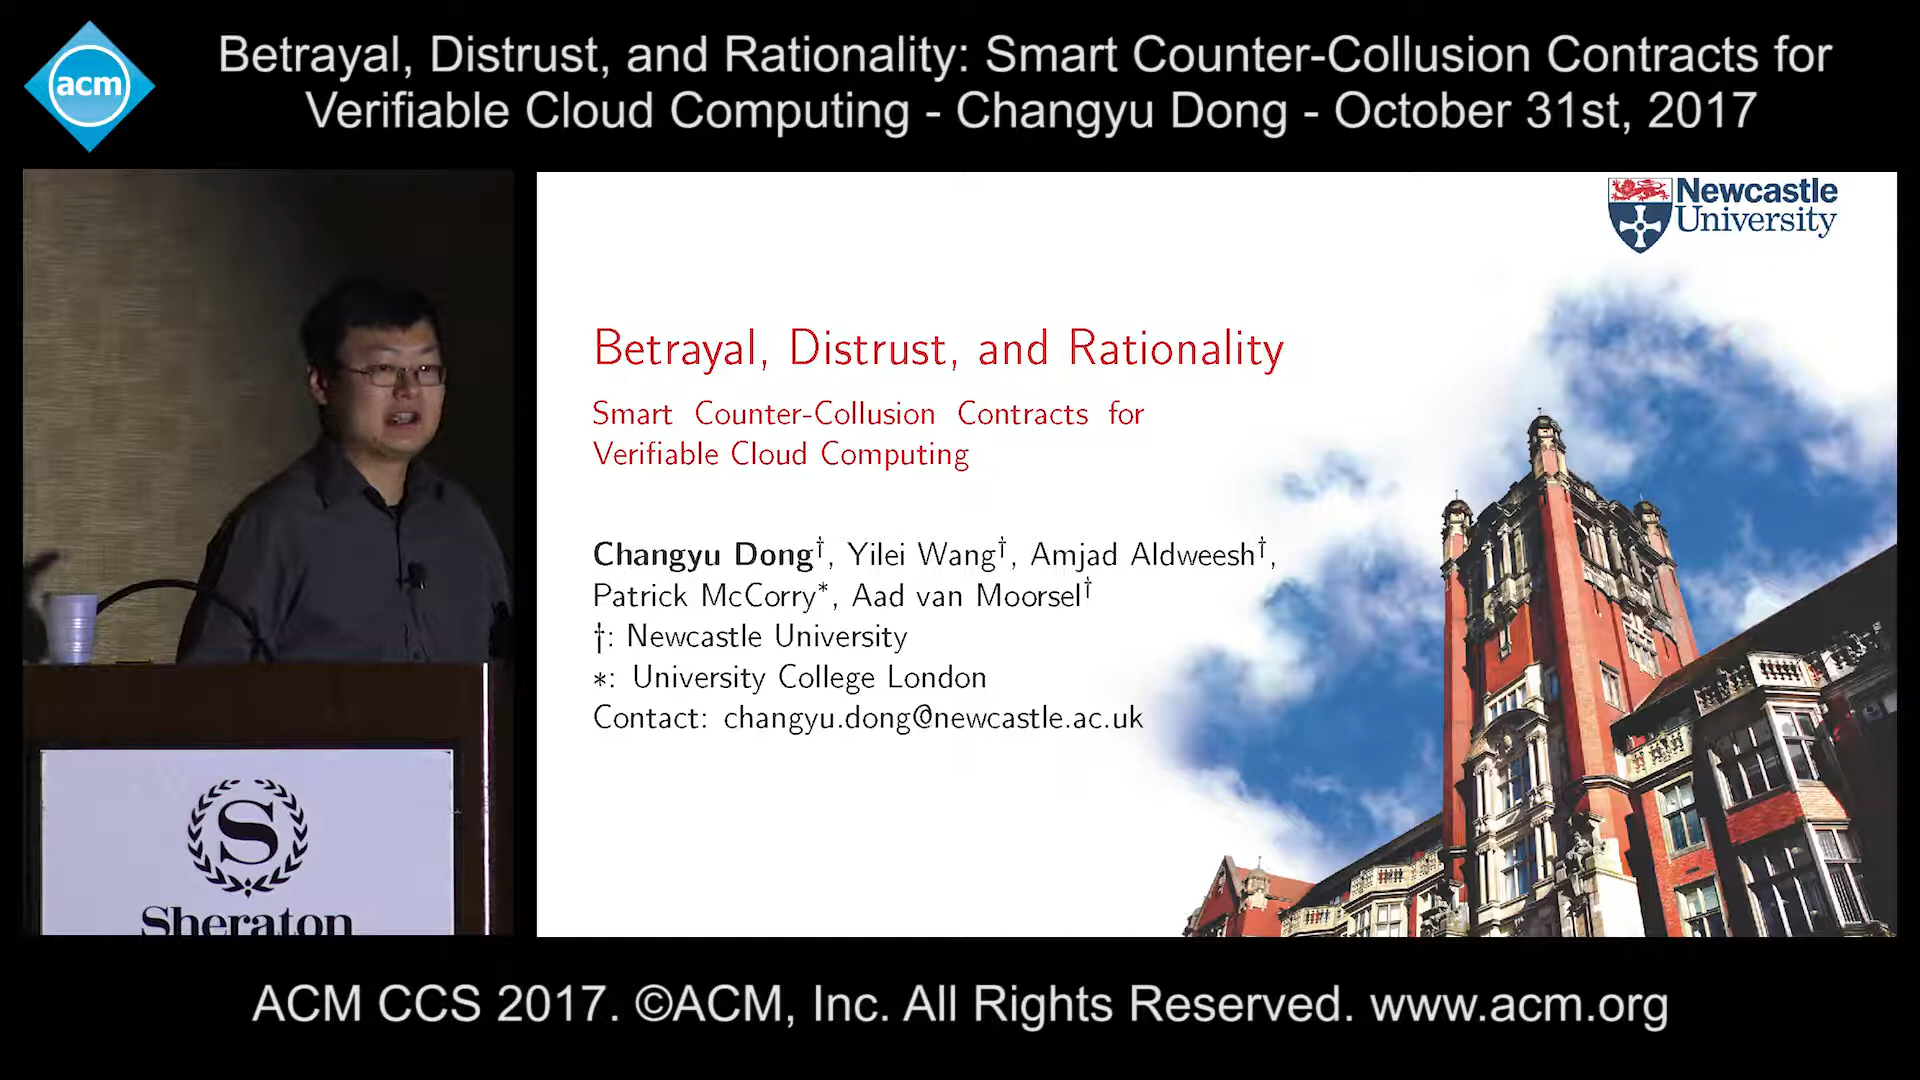 acm
Betrayal, Distrust, and Rationality: Smart Counter-Collusion Contracts for
Verifiable Cloud Computing - Changyu Dong - October 31st, 2017
Newcastle
University
Betrayal, Distrust, and Rationality
Smart Counter-Collusion Contracts for
Verifiable Cloud Computing
Changyu Dong†, Yilei Wang†, Amjad Aldweesh†,
Patrick McCorry*, Aad van Moorsel†
†: Newcastle University
*: University College London
Contact: changyu.dong@newcastle.ac.uk
S
Sheraton
ACM CCS 2017. ©ACM, Inc. All Rights Reserved. www.acm.org